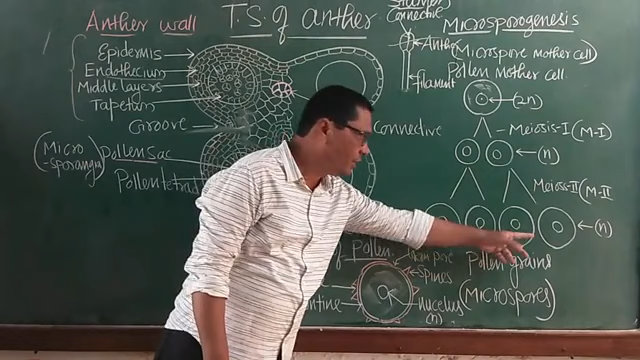 Anther wall
T.S. of anther
Epidermis
Endothecium
Middle layers
Tapetum
Groove
(Micro
-sporangia)
Pollen Sac
Pollen tetrad
Connective
Anther
filament
connective
Microsporogenesis
(Microspore mother cell)
Pollen mother cell
(2n)
Meiosis-I (M-I)
(n)
Meiosis-II (M-II
(n)
Pollen grains
(Microspores)
of Pollen.
Germ pore
Spines
nucelus
(n)